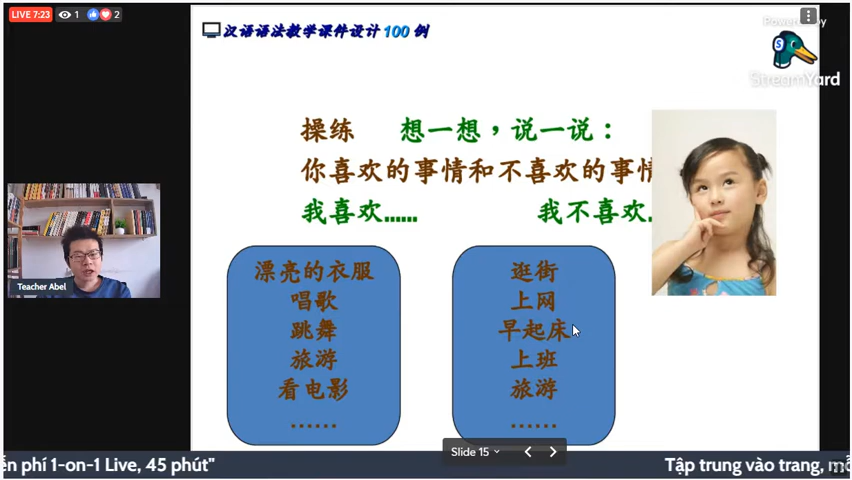 LIVE 7:23
1
2
汉语语法教学课件设计100例
Powered by
StreamYard
操练 想一想，说一说：
你喜欢的事情和不喜欢的事情
我喜欢......
我不喜欢.
漂亮的衣服
唱歌
跳舞
旅游
看电影
......
逛街
上网
早起床
上班
旅游
......
Teacher Abel
Slide 15
phí 1-on-1 Live, 45 phút"
Tập trung vào trang,